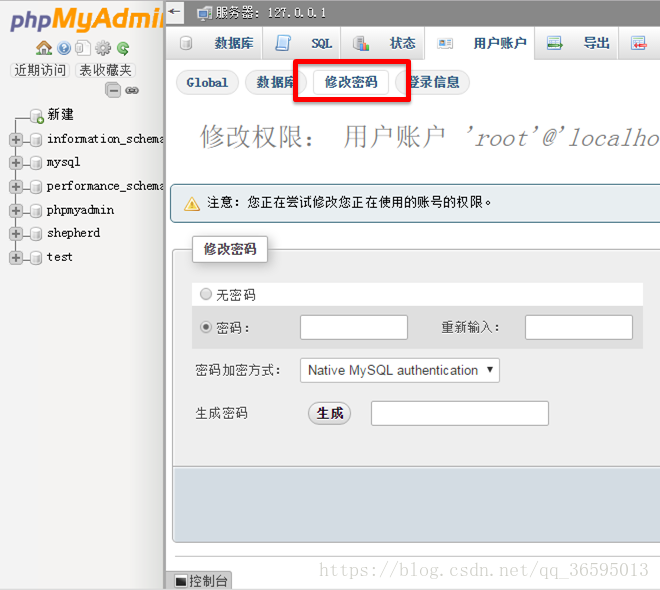 phpMyAdmin
近期访问 表收藏夹
新建
information_schema
mysql
performance_schema
phpmyadmin
shepherd
test
服务器: 127.0.0.1
数据库 SQL 状态 用户账户 导出
Global 数据库 修改密码 登录信息
修改权限: 用户账户 'root'@'localho
注意: 您正在尝试修改您正在使用的账号的权限。
修改密码
无密码
密码: 重新输入:
密码加密方式: Native MySQL authentication
生成密码 生成
https://blog.csdn.net/qq_36595013
控制台